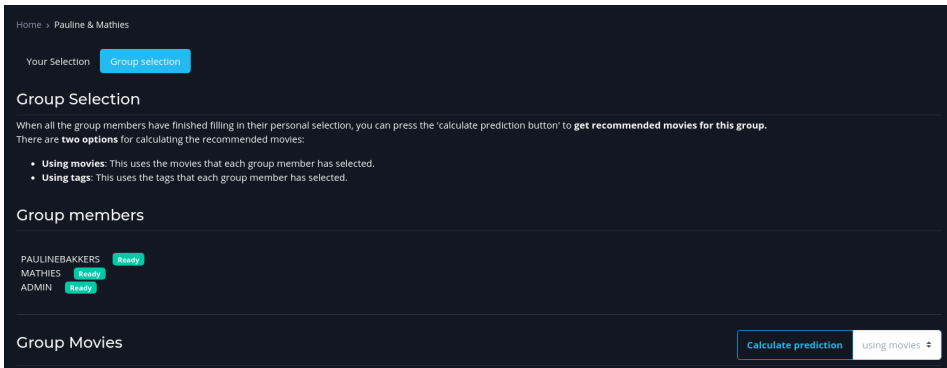 Home › Pauline & Mathies
Your Selection Group selection
Group Selection
When all the group members have finished filling in their personal selection, you can press the 'calculate prediction button' to get recommended movies for this group.
There are two options for calculating the recommended movies:
• Using movies: This uses the movies that each group member has selected.
• Using tags: This uses the tags that each group member has selected.
Group members
PAULINEBAKKERS Ready
MATHIES Ready
ADMIN Ready
Group Movies Calculate prediction using movies